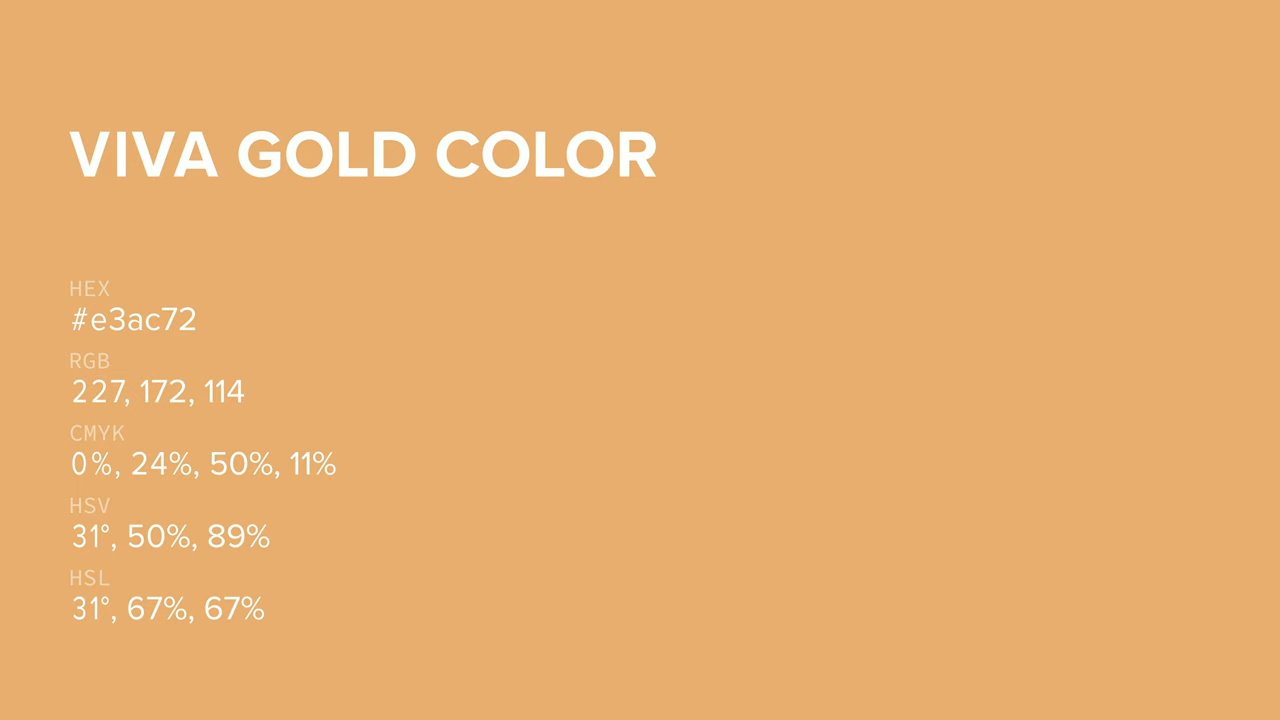 VIVA GOLD COLOR
HEX
#e3ac72
RGB
227, 172, 114
CMYK
0%, 24%, 50%, 11%
HSV
31°, 50%, 89%
HSL
31°, 67%, 67%